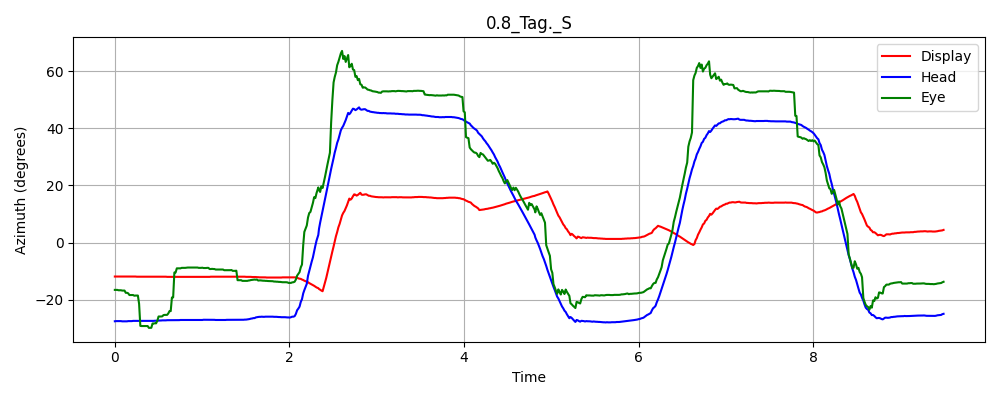 0.8_Tag._S
Display
Head
Eye
Azimuth (degrees)
60
40
20
0
−20
0 2 4 6 8
Time